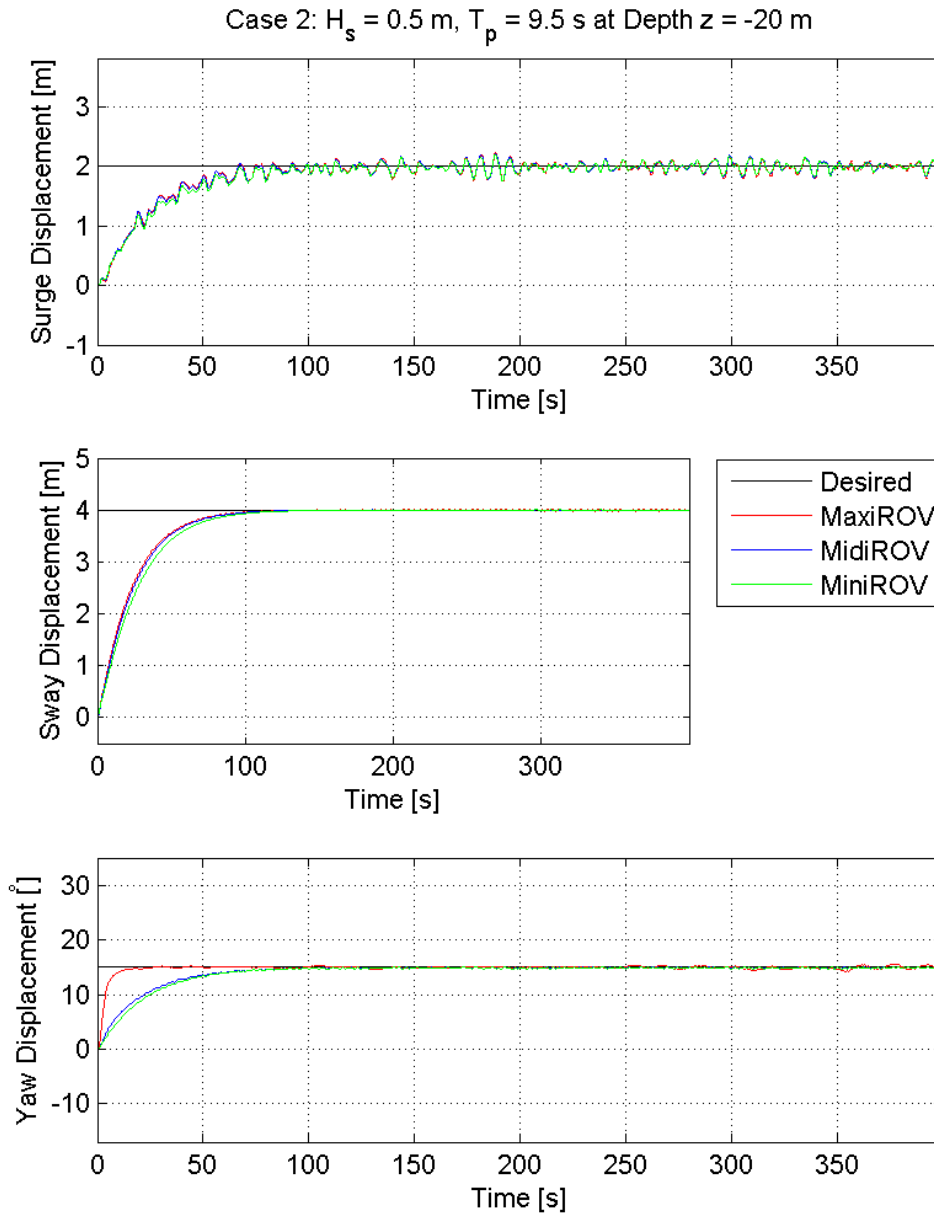 Case 2: Hs = 0.5 m, Tp = 9.5 s at Depth z = -20 m
Surge Displacement [m]
3
2
1
0
-1
0 50 100 150 200 250 300 350
Time [s]
Sway Displacement [m]
5
4
3
2
1
0
0 100 200 300
Time [s]
Desired
MaxiROV
MidiROV
MiniROV
Yaw Displacement [°]
30
20
10
0
-10
0 50 100 150 200 250 300 350
Time [s]